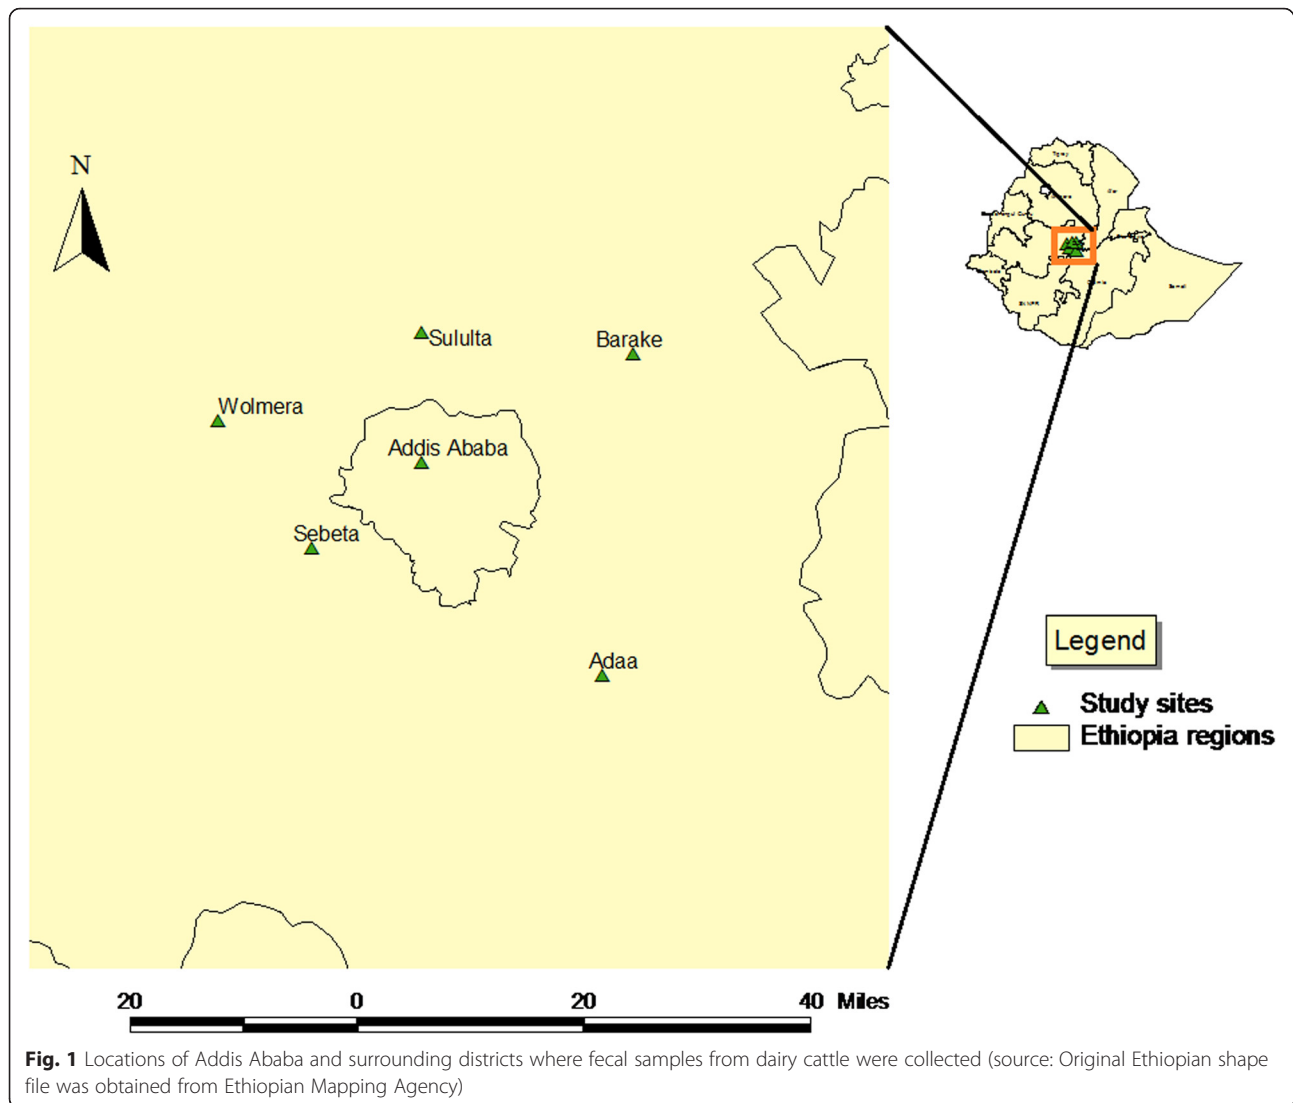 N
Sululta
Barake
Wolmera
Addis Ababa
Sebeta
Adaa
Legend
Study sites
Ethiopia regions
20 0 20 40 Miles
Fig. 1 Locations of Addis Ababa and surrounding districts where fecal samples from dairy cattle were collected (source: Original Ethiopian shape
file was obtained from Ethiopian Mapping Agency)